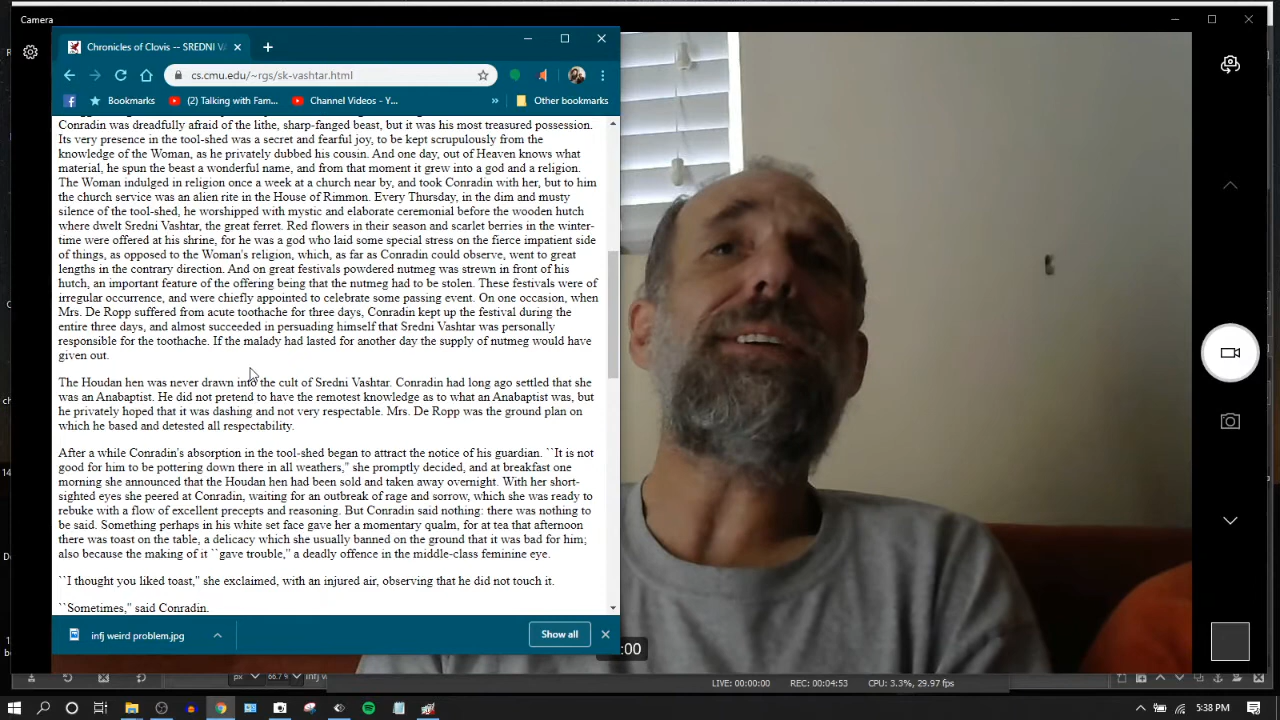 Camera
Chronicles of Clovis -- SREDNI V
cs.cmu.edu/~rgs/sk-vashtar.html
Bookmarks
(2) Talking with Fam...
Channel Videos - Y...
»
Other bookmarks
Conradin was dreadfully afraid of the lithe, sharp-fanged beast, but it was his most treasured possession.
Its very presence in the tool-shed was a secret and fearful joy, to be kept scrupulously from the
knowledge of the Woman, as he privately dubbed his cousin. And one day, out of Heaven knows what
material, he spun the beast a wonderful name, and from that moment it grew into a god and a religion.
The Woman indulged in religion once a week at a church near by, and took Conradin with her, but to him
the church service was an alien rite in the House of Rimmon. Every Thursday, in the dim and musty
silence of the tool-shed, he worshipped with mystic and elaborate ceremonial before the wooden hutch
where dwelt Sredni Vashtar, the great ferret. Red flowers in their season and scarlet berries in the winter-
time were offered at his shrine, for he was a god who laid some special stress on the fierce impatient side
of things, as opposed to the Woman's religion, which, as far as Conradin could observe, went to great
lengths in the contrary direction. And on great festivals powdered nutmeg was strewn in front of his
hutch, an important feature of the offering being that the nutmeg had to be stolen. These festivals were of
irregular occurrence, and were chiefly appointed to celebrate some passing event. On one occasion, when
Mrs. De Ropp suffered from acute toothache for three days, Conradin kept up the festival during the
entire three days, and almost succeeded in persuading himself that Sredni Vashtar was personally
responsible for the toothache. If the malady had lasted for another day the supply of nutmeg would have
given out.
The Houdan hen was never drawn into the cult of Sredni Vashtar. Conradin had long ago settled that she
was an Anabaptist. He did not pretend to have the remotest knowledge as to what an Anabaptist was, but
he privately hoped that it was dashing and not very respectable. Mrs. De Ropp was the ground plan on
which he based and detested all respectability.
After a while Conradin's absorption in the tool-shed began to attract the notice of his guardian. ``It is not
good for him to be pottering down there in all weathers,'' she promptly decided, and at breakfast one
morning she announced that the Houdan hen had been sold and taken away overnight. With her short-
sighted eyes she peered at Conradin, waiting for an outbreak of rage and sorrow, which she was ready to
rebuke with a flow of excellent precepts and reasoning. But Conradin said nothing: there was nothing to
be said. Something perhaps in his white set face gave her a momentary qualm, for at tea that afternoon
there was toast on the table, a delicacy which she usually banned on the ground that it was bad for him;
also because the making of it ``gave trouble,'' a deadly offence in the middle-class feminine eye.
``I thought you liked toast,'' she exclaimed, with an injured air, observing that he did not touch it.
``Sometimes,'' said Conradin.
infj weird problem.jpg
Show all
:00
px
66.7
LIVE: 00:00:00
REC: 00:04:53
CPU: 3.3%, 29.97 fps
5:38 PM